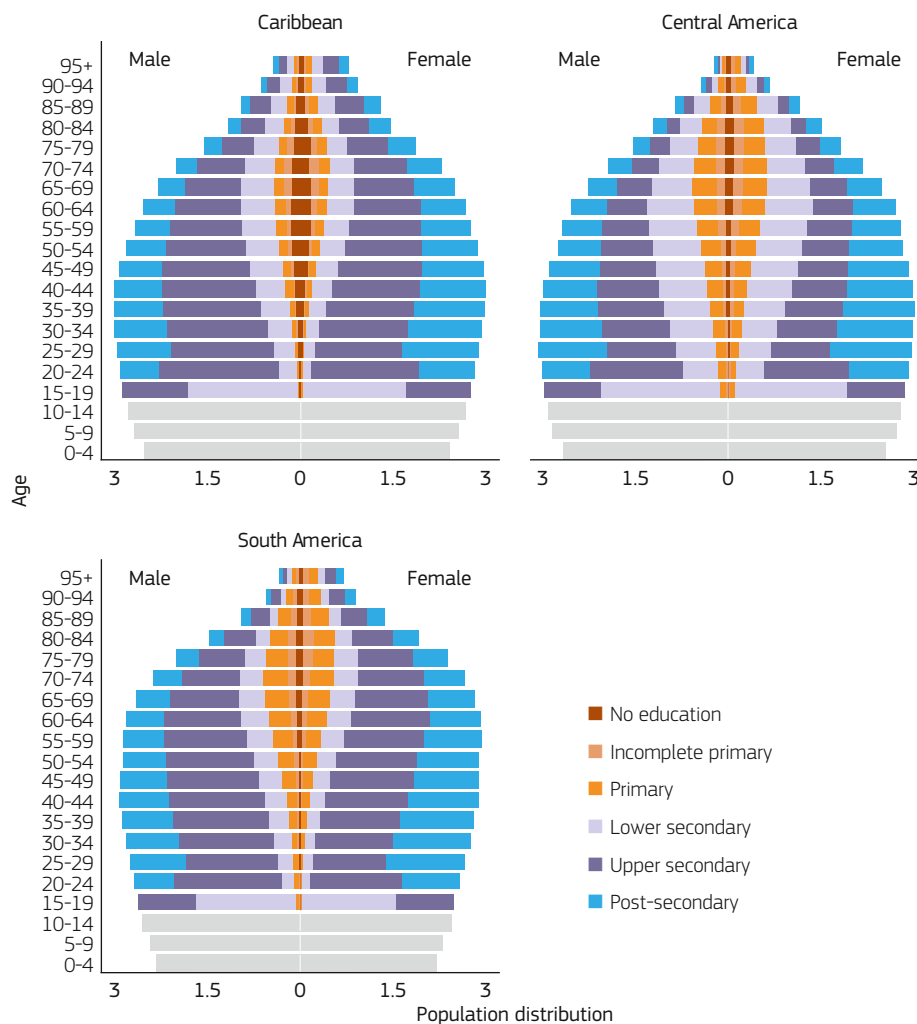 Caribbean
Male
Female
95+
90-94
85-89
80-84
75-79
70-74
65-69
60-64
55-59
50-54
45-49
40-44
35-39
30-34
25-29
20-24
15-19
10-14
5-9
0-4
3 1.5 0 1.5 3
Central America
Male
Female
3 1.5 0 1.5 3
Age
South America
Male
Female
95+
90-94
85-89
80-84
75-79
70-74
65-69
60-64
55-59
50-54
45-49
40-44
35-39
30-34
25-29
20-24
15-19
10-14
5-9
0-4
3 1.5 0 1.5 3
Population distribution
No education
Incomplete primary
Primary
Lower secondary
Upper secondary
Post-secondary